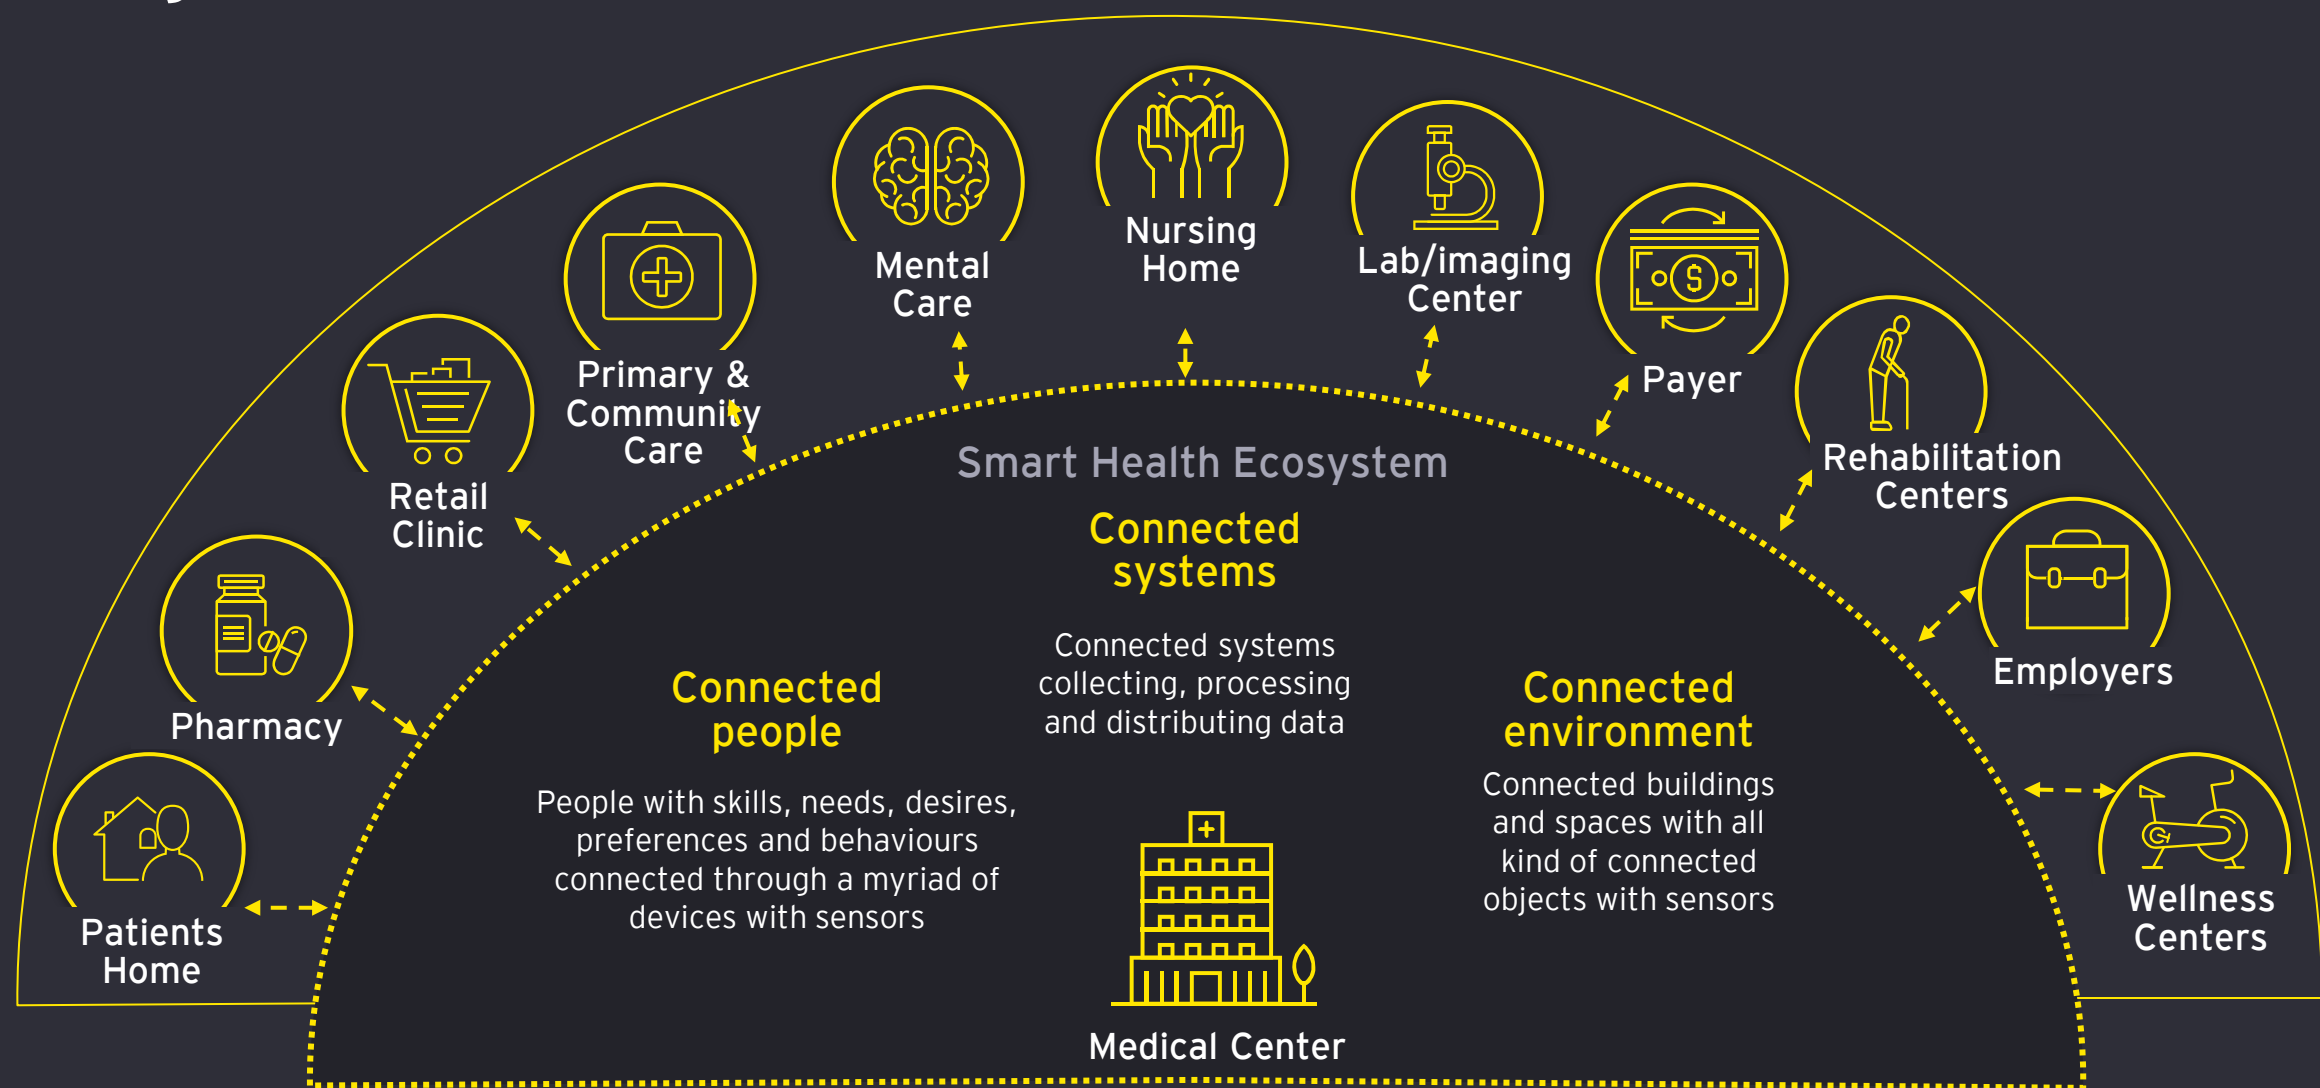 Mental
Care
Nursing
Home
Lab/imaging
Center
Primary &
Community
Care
Payer
Retail
Clinic
Rehabilitation
Centers
Pharmacy
Employers
Patients
Home
Wellness
Centers
Smart Health Ecosystem
Connected
systems
Connected systems
collecting, processing
and distributing data
Connected
people
People with skills, needs, desires,
preferences and behaviours
connected through a myriad of
devices with sensors
Connected
environment
Connected buildings
and spaces with all
kind of connected
objects with sensors
Medical Center
$